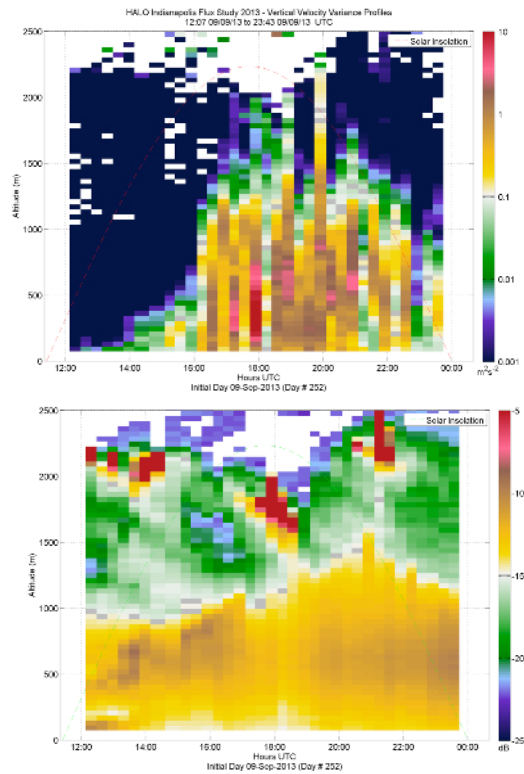 HALO Indianapolis Flux Study 2013 - Vertical Velocity Variance Profiles
12:07 09/09/13 to 23:43 09/09/13 UTC
2500
2000
1500
1000
500
0
Altitude (m)
Solar Insolation
10
1
0.1
0.01
0.001
m²s⁻²
12:00 14:00 16:00 18:00 20:00 22:00 00:00
Hours UTC
Initial Day 09-Sep-2013 (Day # 252)
2500
2000
1500
1000
500
0
Altitude (m)
Solar Insolation
-5
-10
-15
-20
-25
dB
12:00 14:00 16:00 18:00 20:00 22:00 00:00
Hours UTC
Initial Day 09-Sep-2013 (Day # 252)